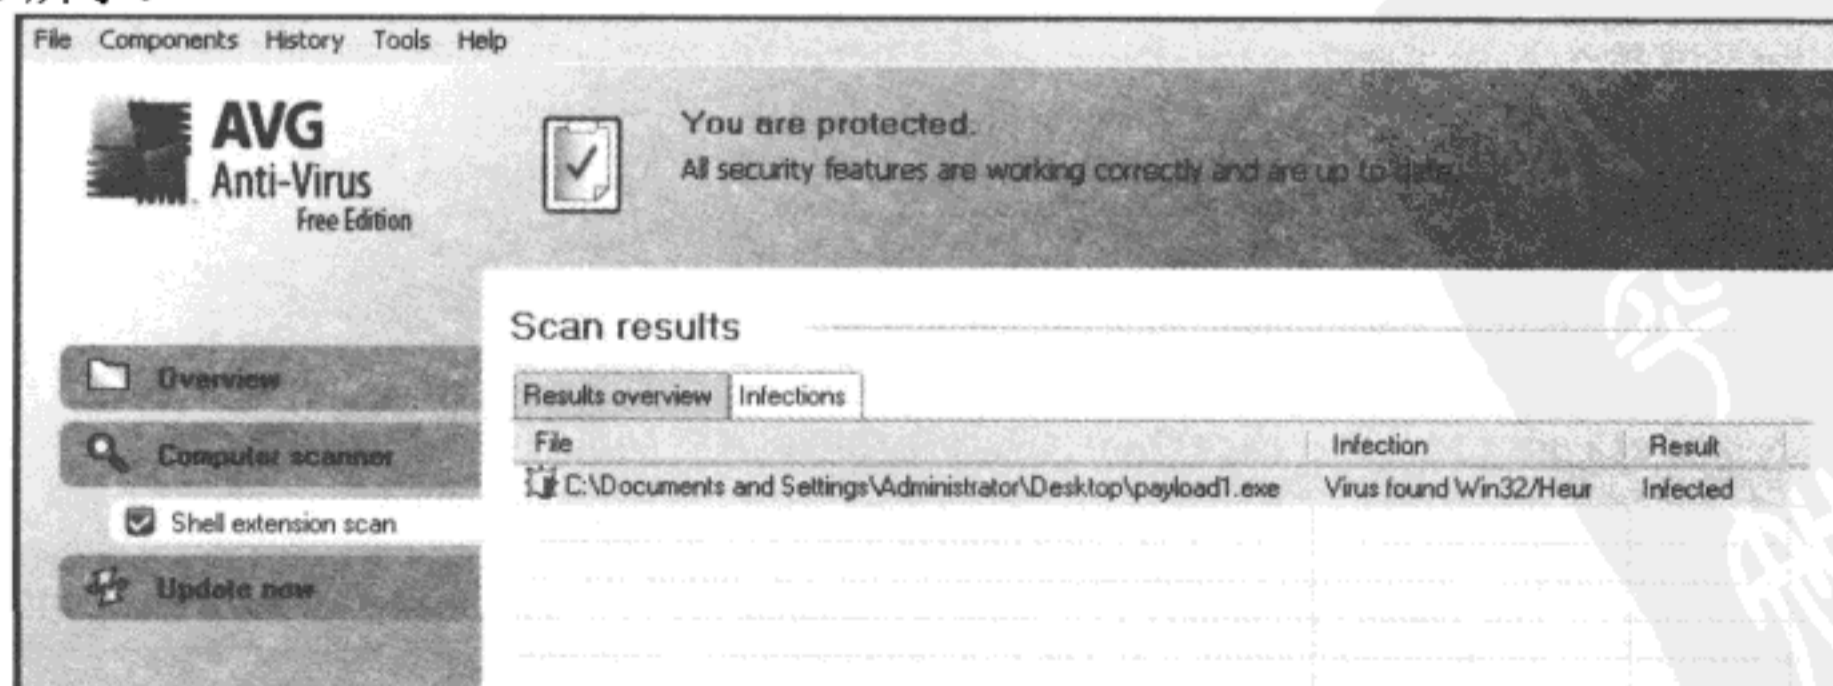 File Components History Tools Help
AVG
Anti-Virus
Free Edition
You are protected.
All security features are working correctly and are up to date.
Scan results
Overview
Results overview Infections
File Infection Result
Computer scanner
C:\Documents and Settings\Administrator\Desktop\payload1.exe Virus found Win32/Heur Infected
Shell extension scan
Update now